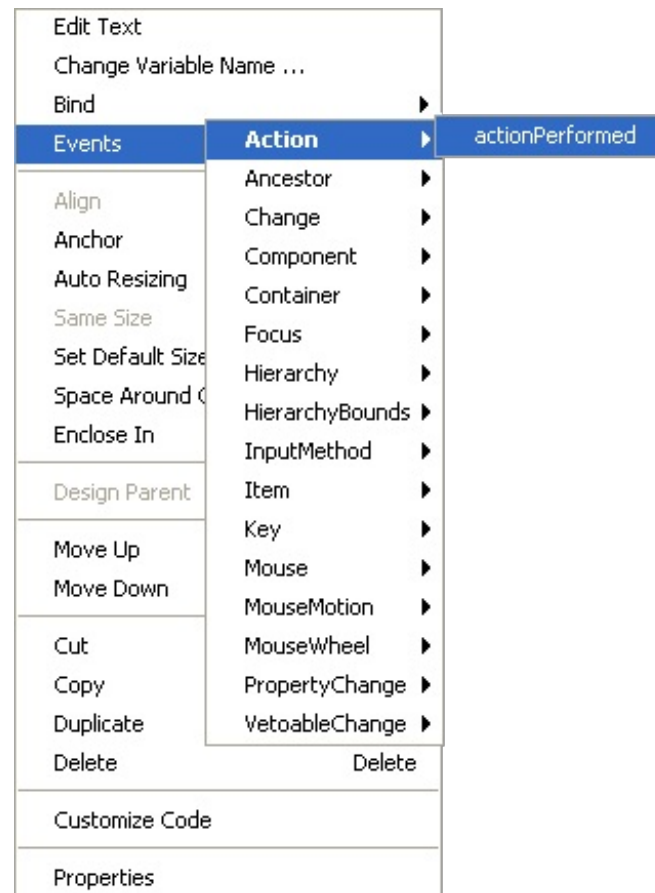 Edit Text
Change Variable Name ...
Bind
Events
Align
Anchor
Auto Resizing
Same Size
Set Default Size
Space Around
Enclose In
Design Parent
Move Up
Move Down
Cut
Copy
Duplicate
Delete Delete
Customize Code
Properties
Action
Ancestor
Change
Component
Container
Focus
Hierarchy
HierarchyBounds
InputMethod
Item
Key
Mouse
MouseMotion
MouseWheel
PropertyChange
VetoableChange
actionPerformed